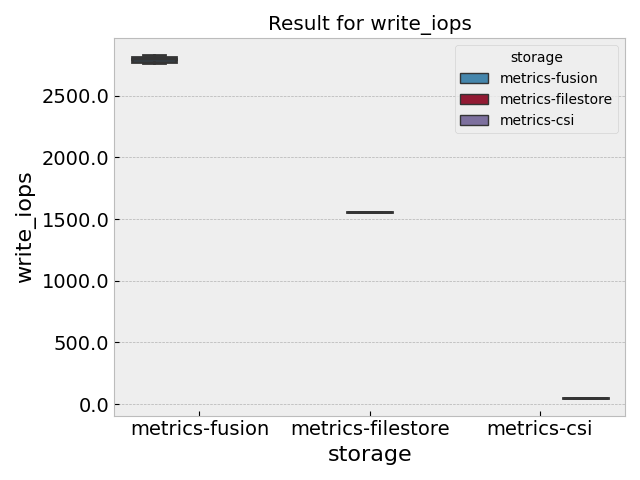 Result for write_iops
storage
metrics-fusion
metrics-filestore
metrics-csi
write_iops
2500.0
2000.0
1500.0
1000.0
500.0
0.0
metrics-fusion metrics-filestore metrics-csi
storage